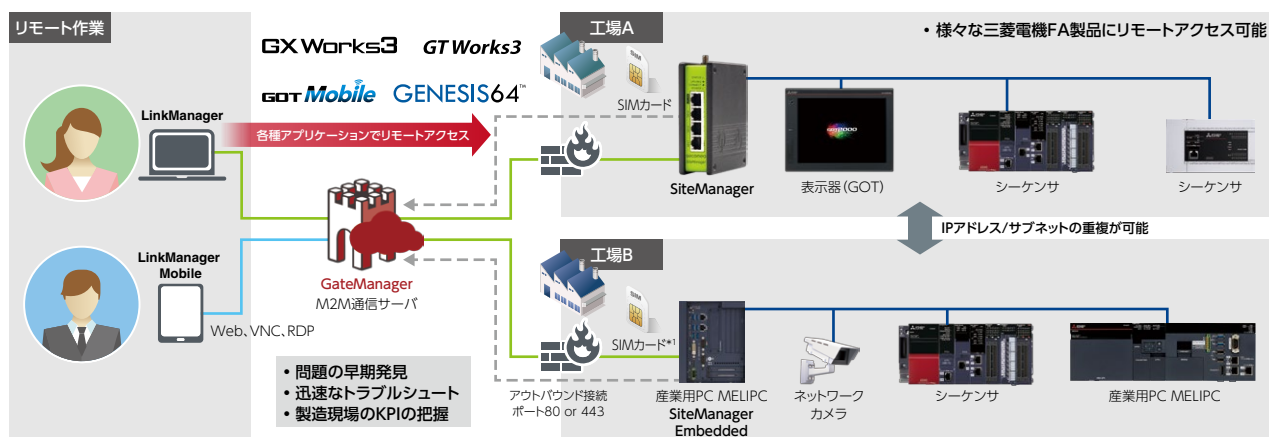 リモート作業
GX Works3
GT Works3
GOT Mobile
GENESIS64™
LinkManager
各種アプリケーションでリモートアクセス
LinkManager
Mobile
Web、VNC、RDP
GateManager
M2M通信サーバ
・問題の早期発見
・迅速なトラブルシュート
・製造現場のKPIの把握
工場A
・様々な三菱電機FA製品にリモートアクセス可能
SIM
SIMカード
SiteManager
GOT2000
表示器(GOT)
シーケンサ
シーケンサ
IPアドレス/サブネットの重複が可能
工場B
SIM
SIMカード*1
アウトバウンド接続
ポート80 or 443
産業用PC MELIPC
SiteManager
Embedded
ネットワーク
カメラ
シーケンサ
産業用PC MELIPC